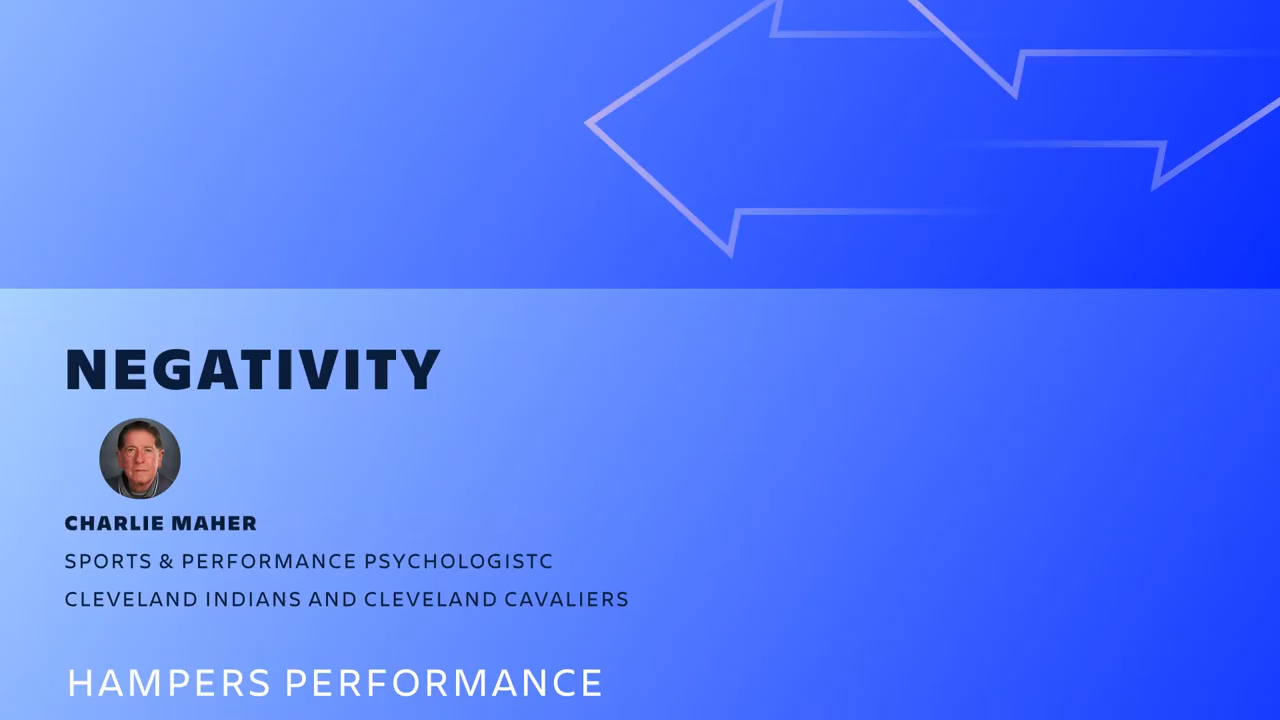 NEGATIVITY
CHARLIE MAHER
SPORTS & PERFORMANCE PSYCHOLOGISTC
CLEVELAND INDIANS AND CLEVELAND CAVALIERS
HAMPERS PERFORMANCE